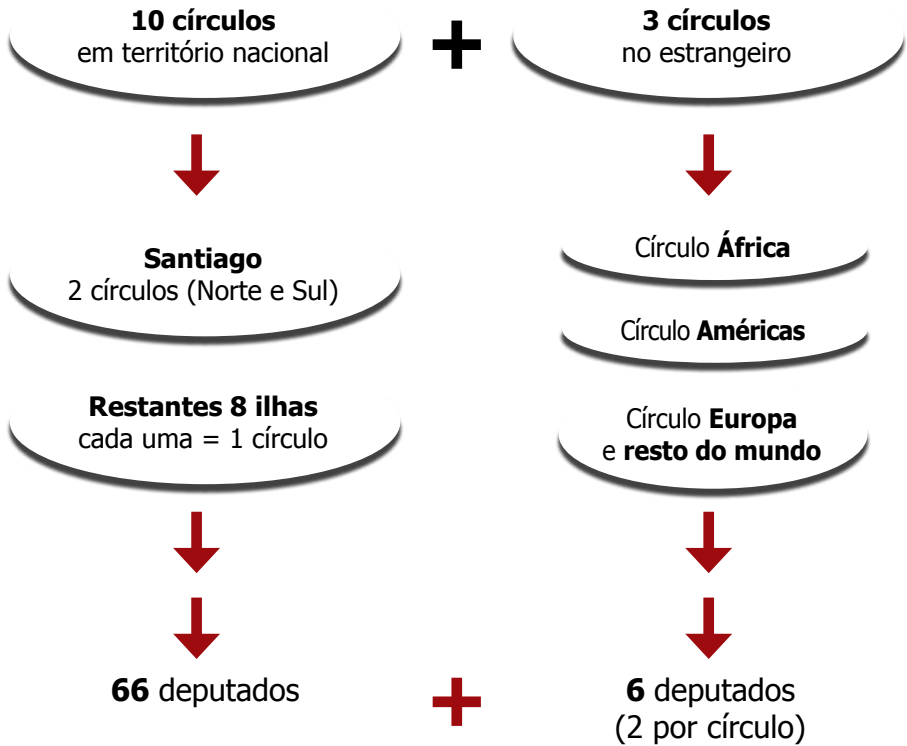 10 círculos
em território nacional
+
3 círculos
no estrangeiro
Santiago
2 círculos (Norte e Sul)
Restantes 8 ilhas
cada uma = 1 círculo
66 deputados
Círculo África
Círculo Américas
Círculo Europa
e resto do mundo
+
6 deputados
(2 por círculo)